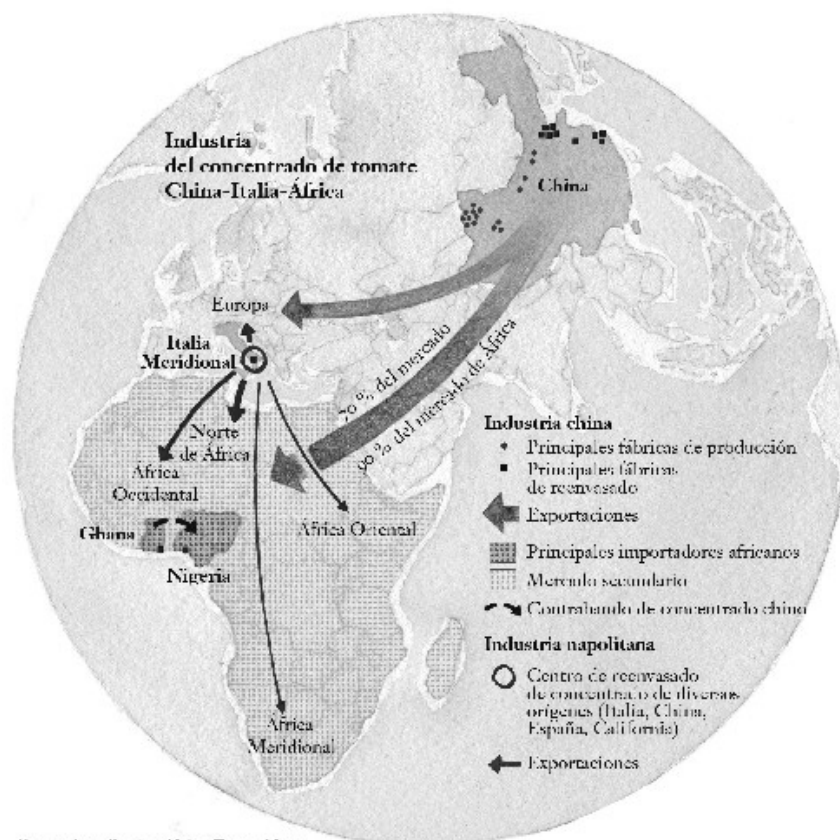 Industria
del concentrado de tomate
China-Italia-África
China
Europa
Italia
Meridional
70 % del mercado
90 % del mercado de África
Norte
de África
África
Occidental
Ghana
Nigeria
África Oriental
África
Meridional
Industria china
Principales fábricas de producción
Principales fábricas
de reenvasado
Exportaciones
Principales importadores africanos
Mercado secundario
Contrabando de concentrado chino
Industria napolitana
Centro de reenvasado
de concentrado de diversos
orígenes (Italia, China,
España, California)
Exportaciones